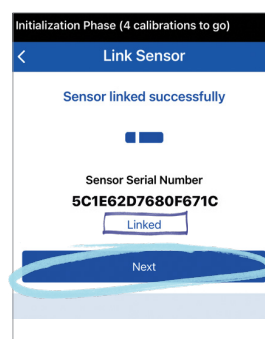 Initialization Phase (4 calibrations to go)
Link Sensor
Sensor linked successfully
Sensor Serial Number
5C1E62D7680F671C
Linked
Next